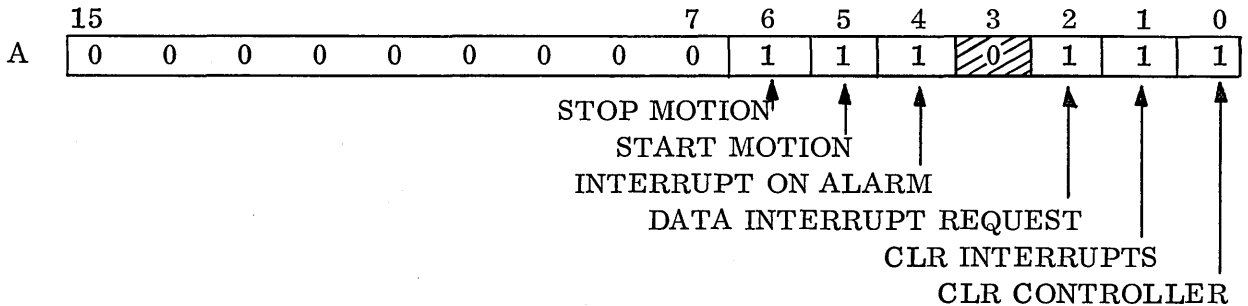 15 7 6 5 4 3 2 1 0
A 0 0 0 0 0 0 0 0 0 1 1 1 0 1 1 1
STOP MOTION
START MOTION
INTERRUPT ON ALARM
DATA INTERRUPT REQUEST
CLR INTERRUPTS
CLR CONTROLLER